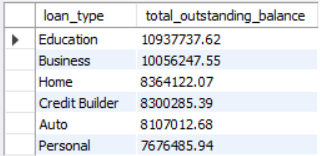 loan_type total_outstanding_balance
Education 10937737.62
Business 10056247.55
Home 8364122.07
Credit Builder 8300285.39
Auto 8107012.68
Personal 7676485.94